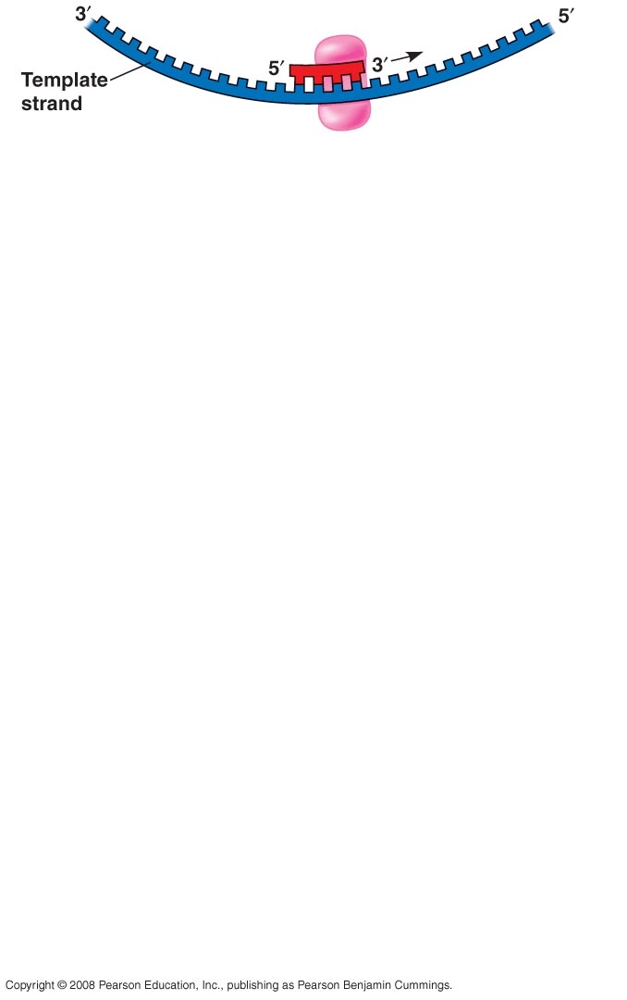 3′
5′
5′
3′
Template
strand
Copyright © 2008 Pearson Education, Inc., publishing as Pearson Benjamin Cummings.